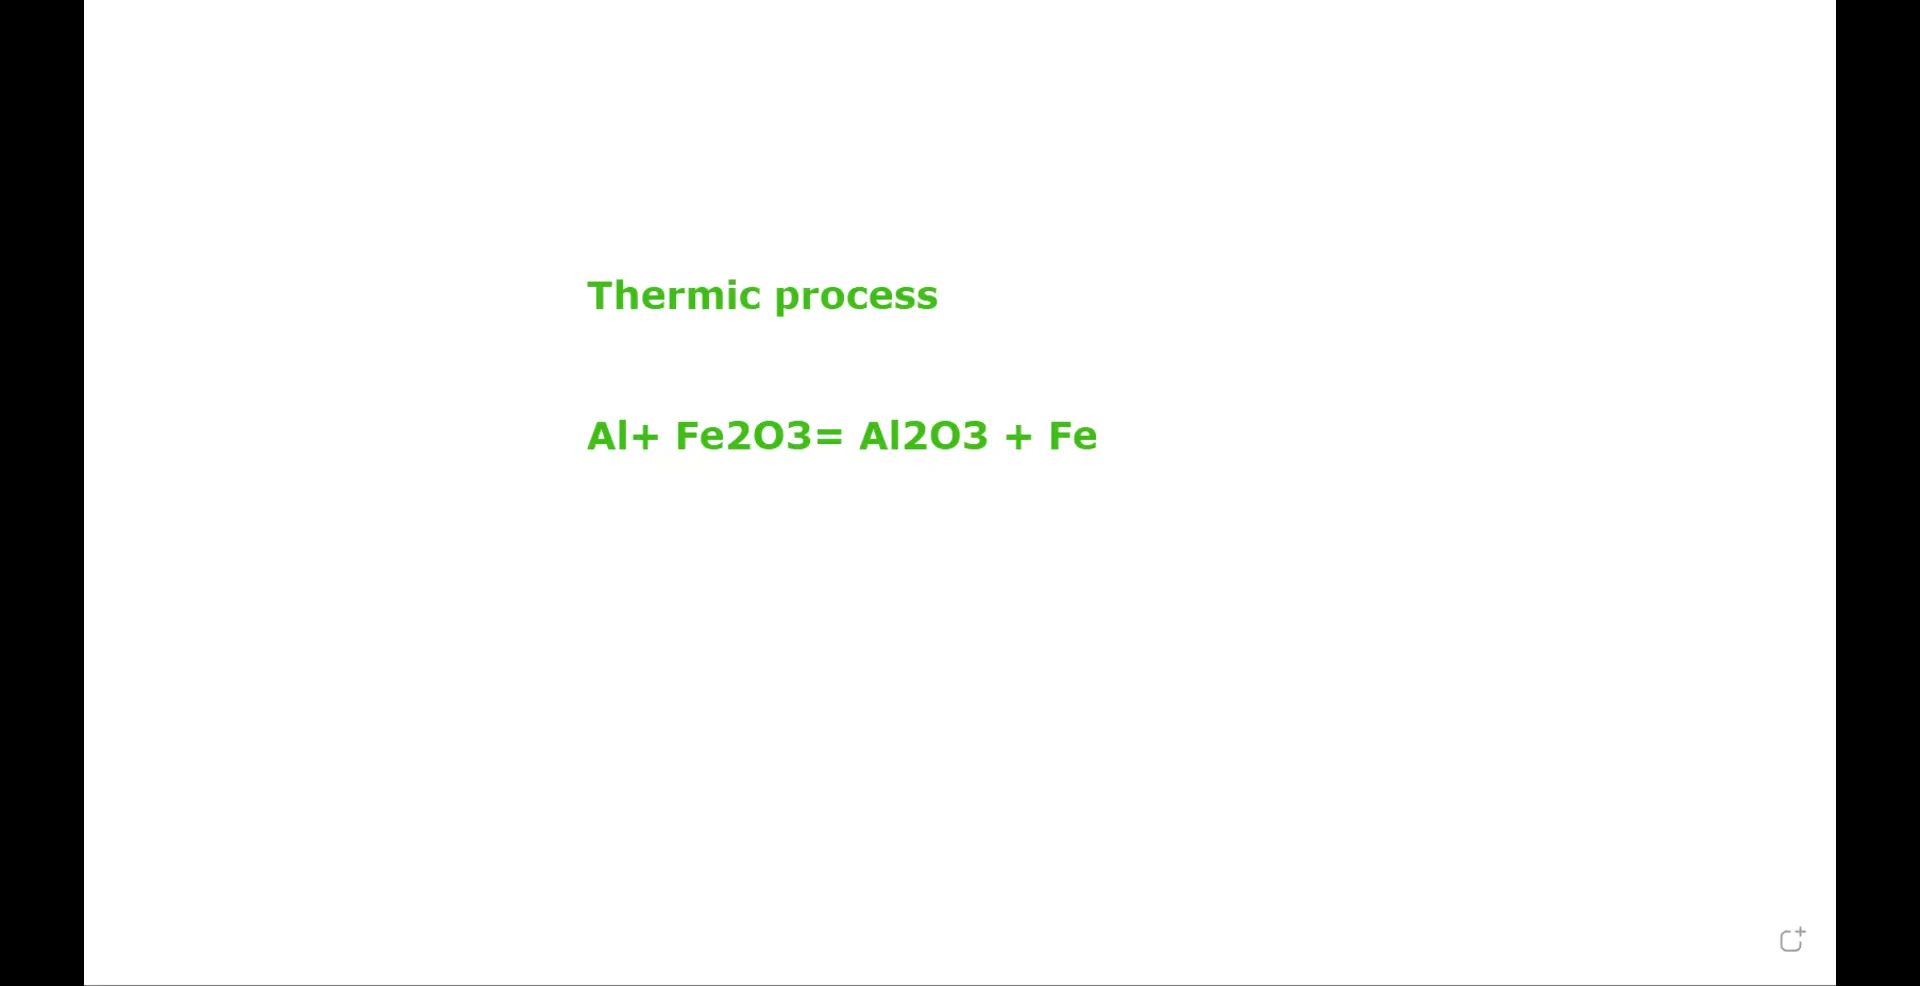 Thermic process
Al+ Fe2O3= Al2O3 + Fe